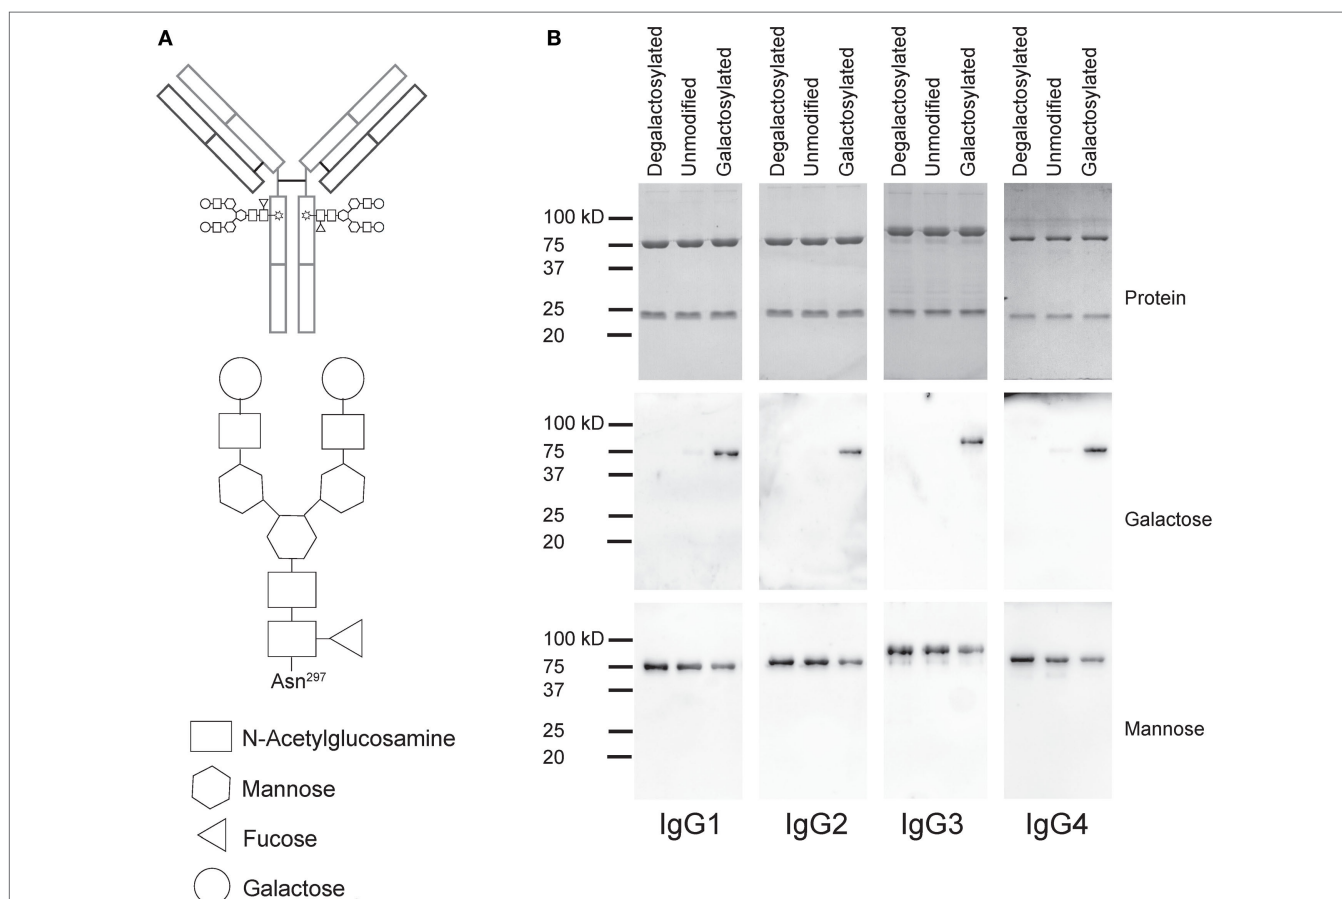 A
Asn297
N-Acetylglucosamine
Mannose
Fucose
Galactose
B
Degalactosylated
Unmodified
Galactosylated
Degalactosylated
Unmodified
Galactosylated
Degalactosylated
Unmodified
Galactosylated
Degalactosylated
Unmodified
Galactosylated
100 kD
75
37
25
20
Protein
100 kD
75
37
25
20
Galactose
100 kD
75
37
25
20
Mannose
IgG1 IgG2 IgG3 IgG4